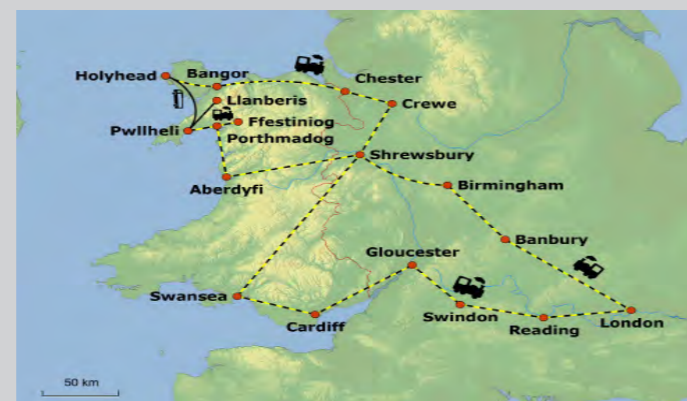 Holyhead
Bangor
Chester
Llanberis
Crewe
Ffestiniog
Pwllheli
Porthmadog
Shrewsbury
Aberdyfi
Birmingham
Banbury
Gloucester
Swansea
Cardiff
Swindon
Reading
London
50 km